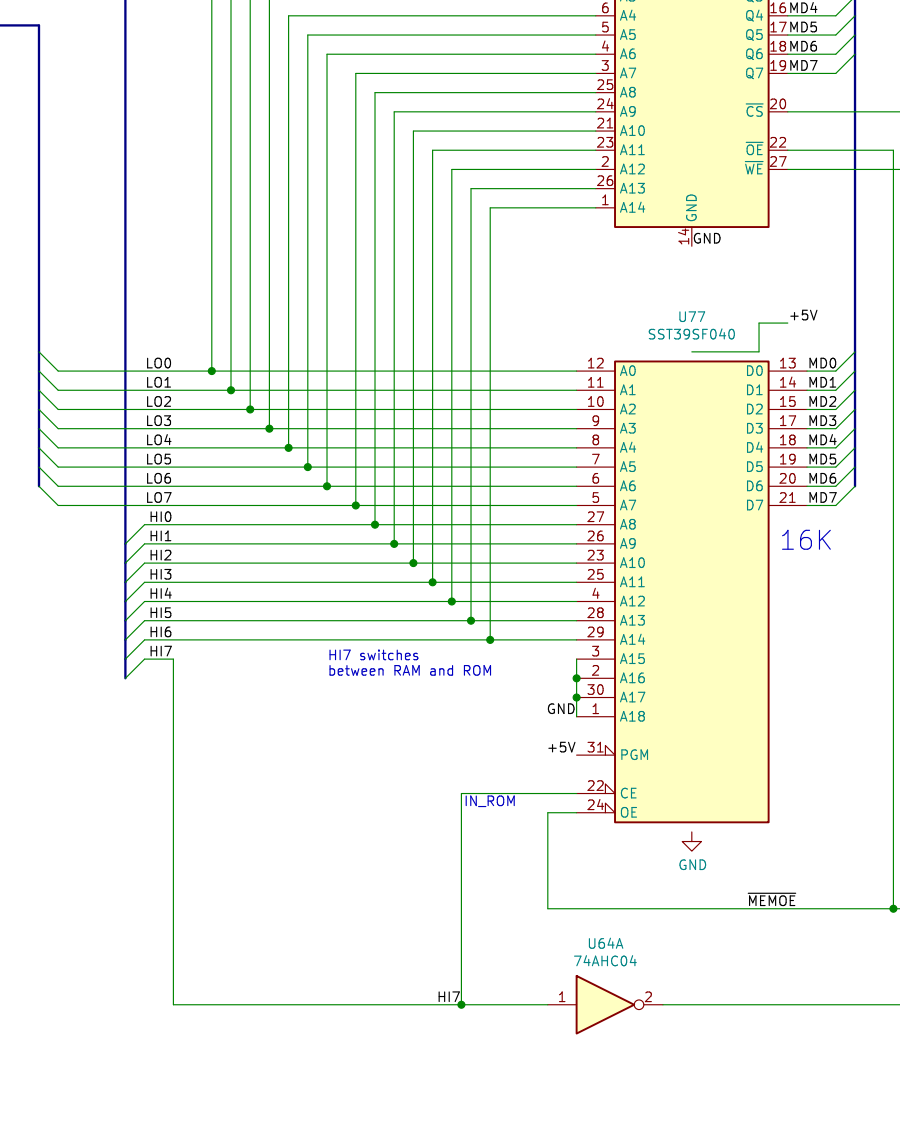 6 A4 Q4 16 MD4
5 A5 Q5 17 MD5
4 A6 Q6 18 MD6
3 A7 Q7 19 MD7
25 A8
24 A9 CS 20
21 A10
23 A11 OE 22
2 A12 WE 27
26 A13
1 A14
GND
14 GND
U77
SST39SF040
+5V
LO0 12 A0 D0 13 MD0
LO1 11 A1 D1 14 MD1
LO2 10 A2 D2 15 MD2
LO3 9 A3 D3 17 MD3
LO4 8 A4 D4 18 MD4
LO5 7 A5 D5 19 MD5
LO6 6 A6 D6 20 MD6
LO7 5 A7 D7 21 MD7
HI0 27 A8
HI1 26 A9
16K
HI2 23 A10
HI3 25 A11
HI4 4 A12
HI5 28 A13
HI6 29 A14
HI7 3 A15
HI7 switches
between RAM and ROM
2 A16
30 A17
GND 1 A18
+5V 31 PGM
22 CE
IN_ROM
24 OE
GND
MEMOE
U64A
74AHC04
HI7 1 2